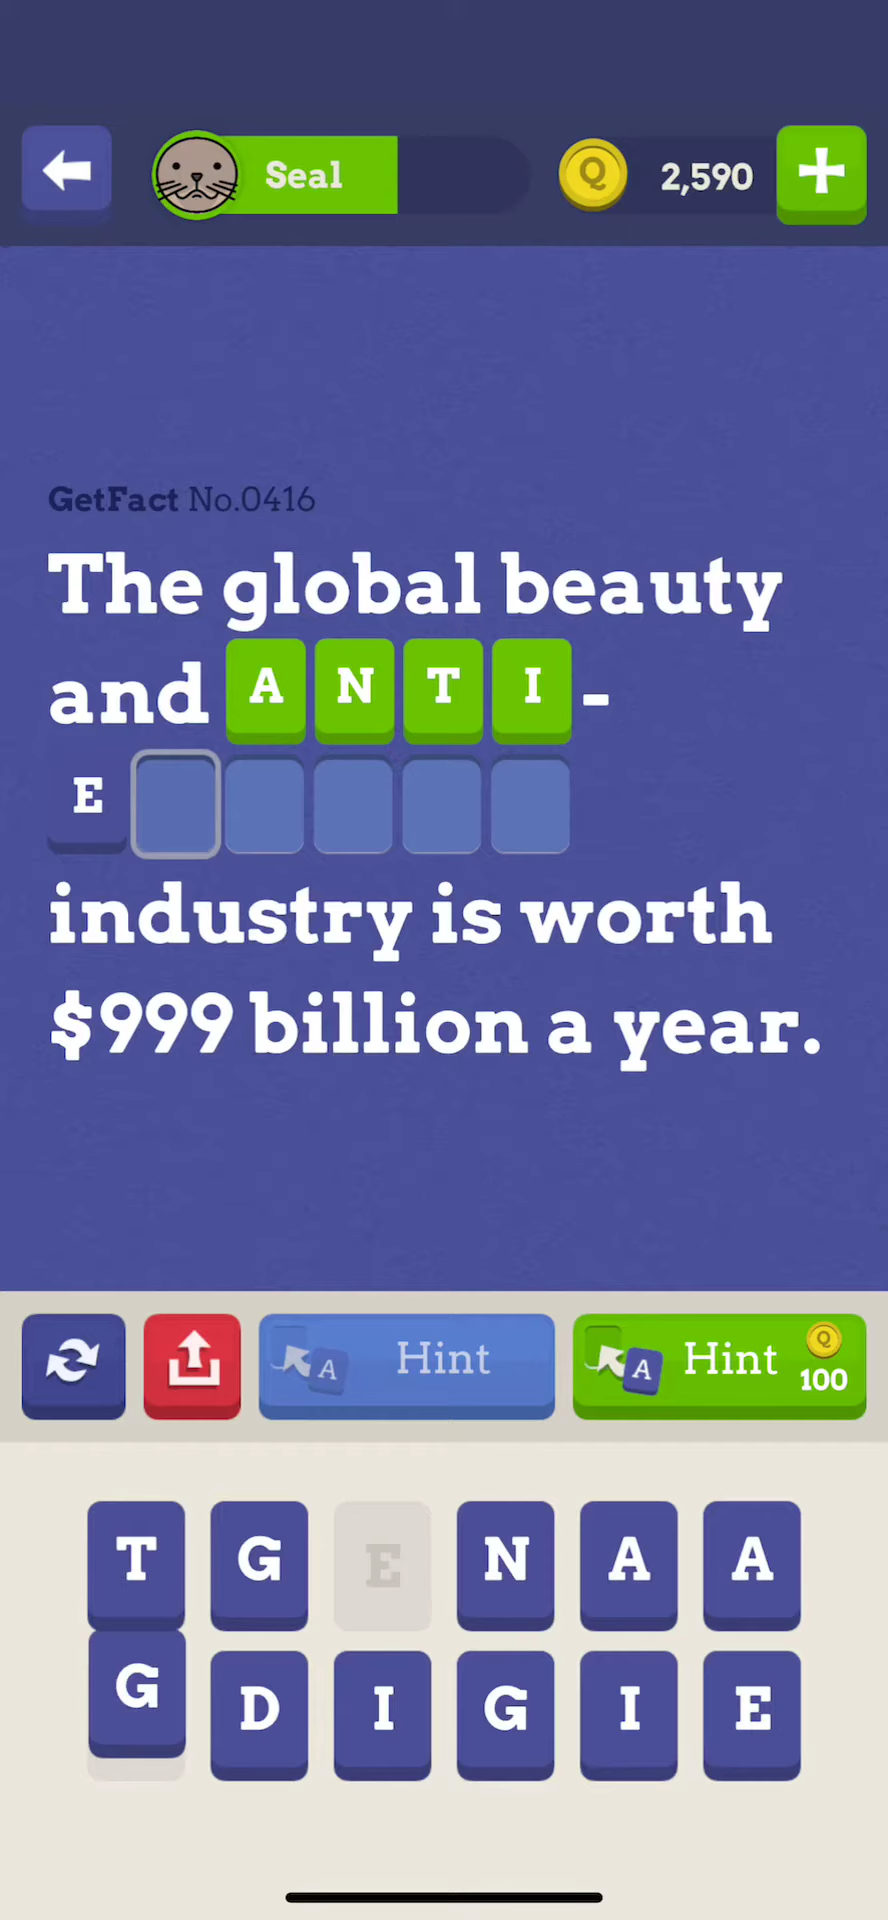 Seal
2,590
GetFact No.0416
The global beauty
and ANTI-
E
industry is worth
$999 billion a year.
A Hint
A Hint Q 100
T G E N A A
G D I G I E